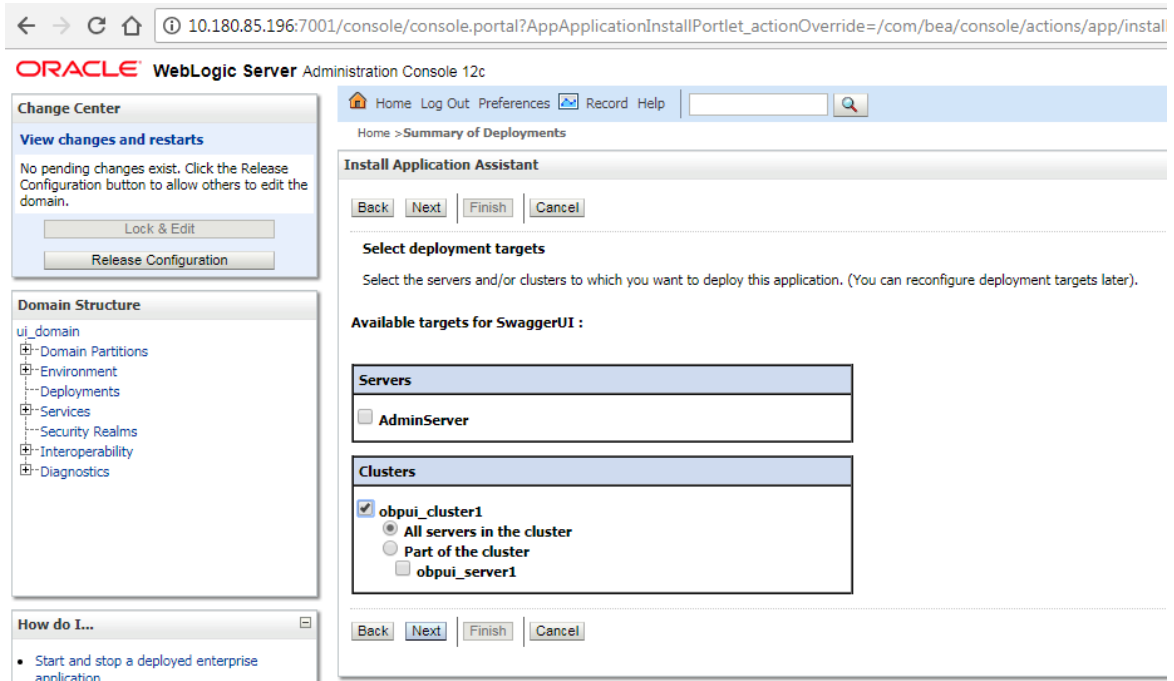 10.180.85.196:7001/console/console.portal?AppApplicationInstallPortlet_actionOverride=/com/bea/console/actions/app/install
ORACLE WebLogic Server Administration Console 12c
Change Center
View changes and restarts
No pending changes exist. Click the Release
Configuration button to allow others to edit the
domain.
Lock & Edit
Release Configuration
Domain Structure
ui_domain
Domain Partitions
Environment
Deployments
Services
Security Realms
Interoperability
Diagnostics
How do I...
Start and stop a deployed enterprise
application
Home Log Out Preferences Record Help
Home >Summary of Deployments
Install Application Assistant
Back Next Finish Cancel
Select deployment targets
Select the servers and/or clusters to which you want to deploy this application. (You can reconfigure deployment targets later).
Available targets for SwaggerUI :
Servers
AdminServer
Clusters
obpui_cluster1
All servers in the cluster
Part of the cluster
obpui_server1
Back Next Finish Cancel